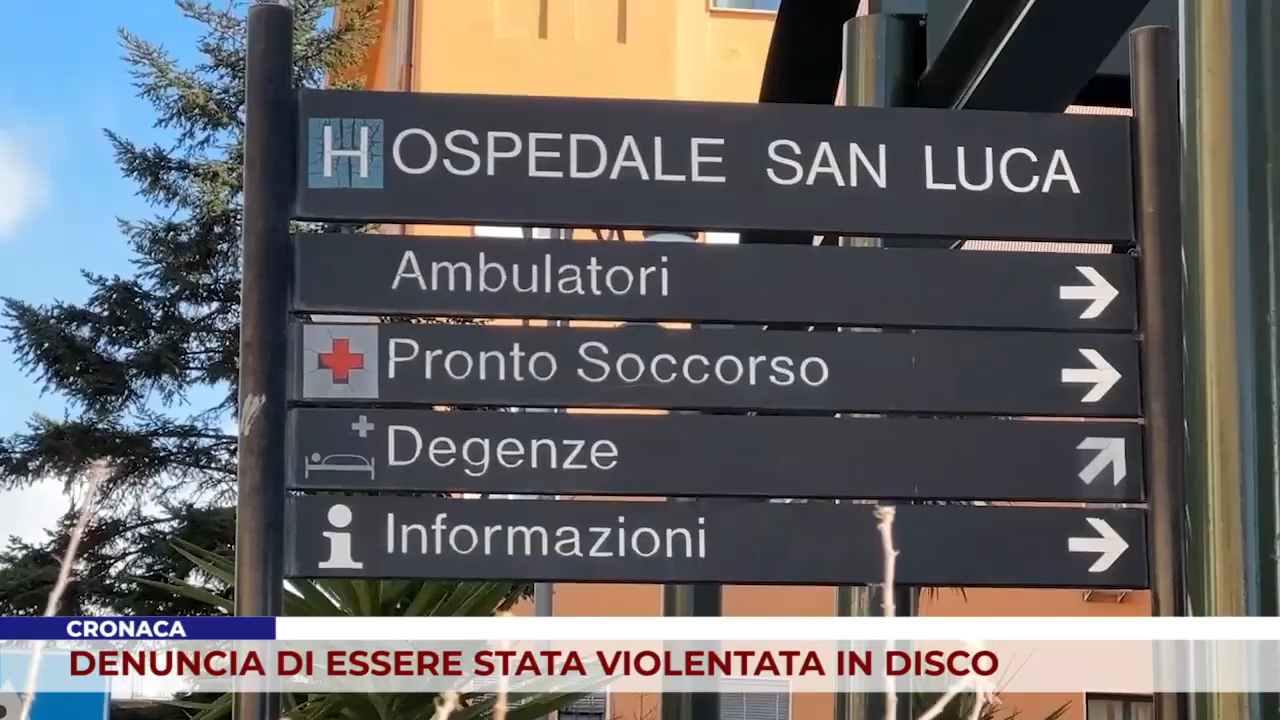 HOSPEDALE SAN LUCA
Ambulatori
Pronto Soccorso
Degenze
Informazioni
CRONACA
DENUNCIA DI ESSERE STATA VIOLENTATA IN DISCO